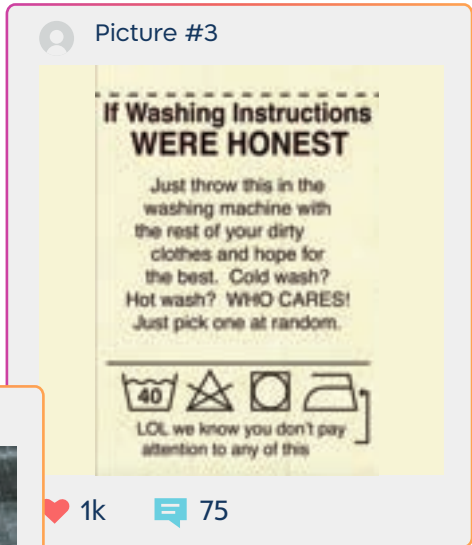 Picture #3
If Washing Instructions
WERE HONEST
Just throw this in the
washing machine with
the rest of your dirty
clothes and hope for
the best. Cold wash?
Hot wash? WHO CARES!
Just pick one at random.
40
LOL we know you don't pay
attention to any of this
1k 75